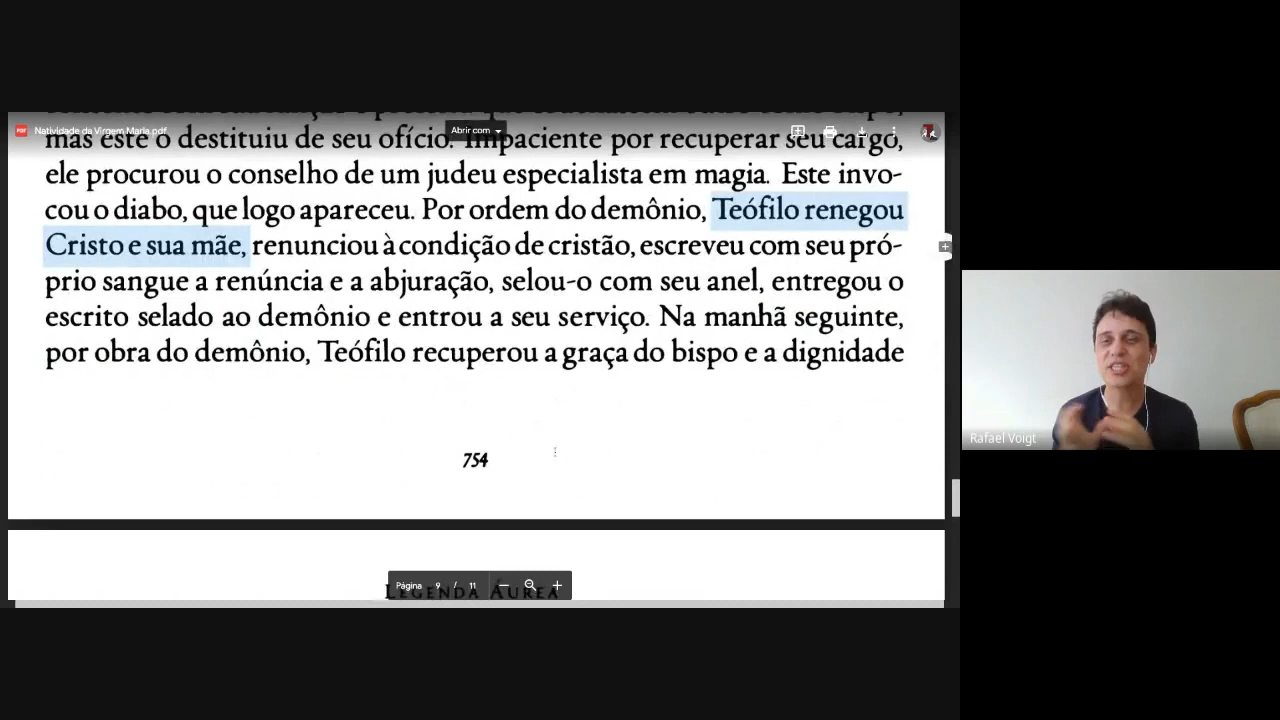 Natividade da Virgem Maria.pdf
Abrir com
mas este o destituiu de seu ofício. Impaciente por recuperar seu cargo,
ele procurou o conselho de um judeu especialista em magia. Este invo-
cou o diabo, que logo apareceu. Por ordem do demônio, Teófilo renegou
Cristo e sua mãe, renunciou à condição de cristão, escreveu com seu pró-
prio sangue a renúncia e a abjuração, selou-o com seu anel, entregou o
escrito selado ao demônio e entrou a seu serviço. Na manhã seguinte,
por obra do demônio, Teófilo recuperou a graça do bispo e a dignidade
754
Rafael Voigt
Página 9 / 11
Legenda Áurea